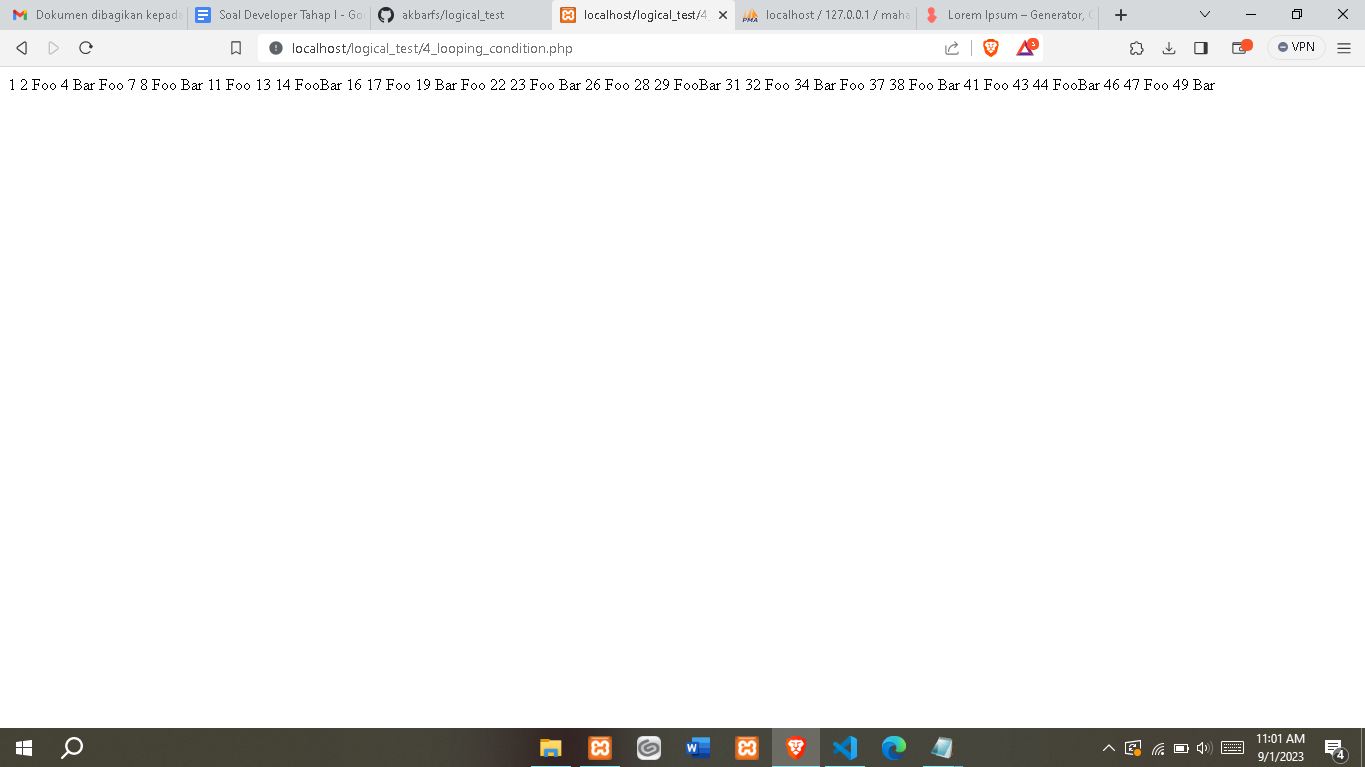 Dokumen dibagikan kepada
Soal Developer Tahap I - Goo
akbarfs/logical_test
localhost/logical_test/4_
localhost / 127.0.0.1 / maha
Lorem Ipsum – Generator, O
localhost/logical_test/4_looping_condition.php
VPN
1 2 Foo 4 Bar Foo 7 8 Foo Bar 11 Foo 13 14 FooBar 16 17 Foo 19 Bar Foo 22 23 Foo Bar 26 Foo 28 29 FooBar 31 32 Foo 34 Bar Foo 37 38 Foo Bar 41 Foo 43 44 FooBar 46 47 Foo 49 Bar
11:01 AM
9/1/2023
4